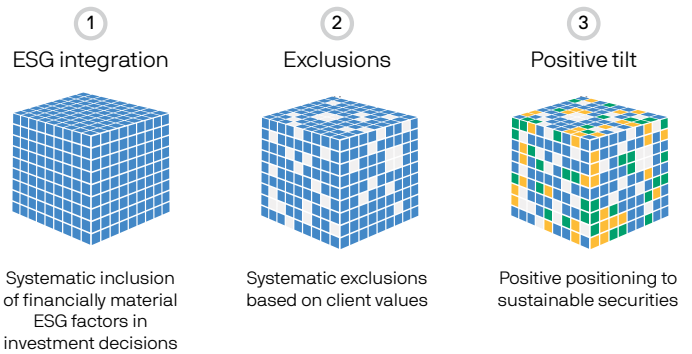 1
ESG integration
Systematic inclusion
of financially material
ESG factors in
investment decisions
2
Exclusions
Systematic exclusions
based on client values
3
Positive tilt
Positive positioning to
sustainable securities